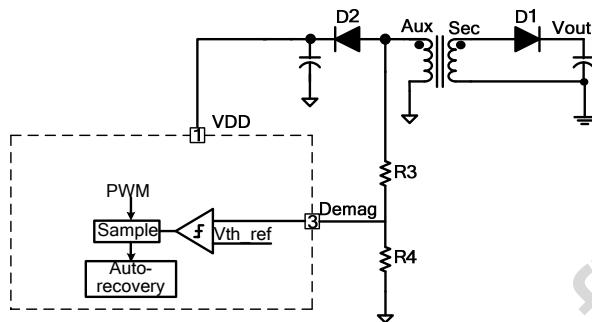 D2
Aux
Sec
D1
Vout
1
VDD
R3
PWM
3
Demag
Sample
Vth_ref
R4
Auto-
recovery